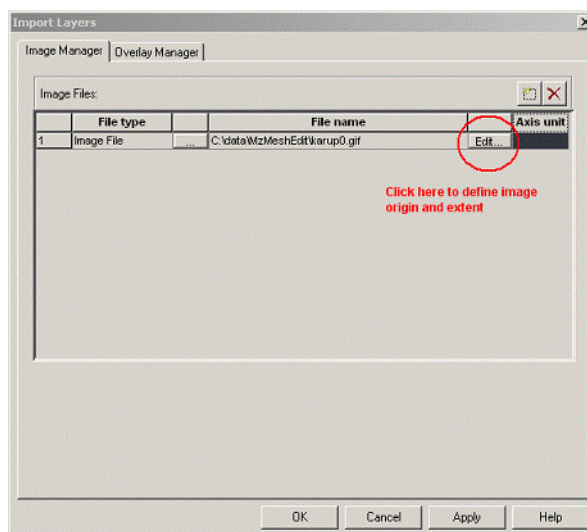 Import Layers
Image Manager Overlay Manager
Image Files:
File type File name Axis unit
1 Image File ... C:\data\MzMeshEdit\karup0.gif Edit...
Click here to define image
origin and extent
OK Cancel Apply Help